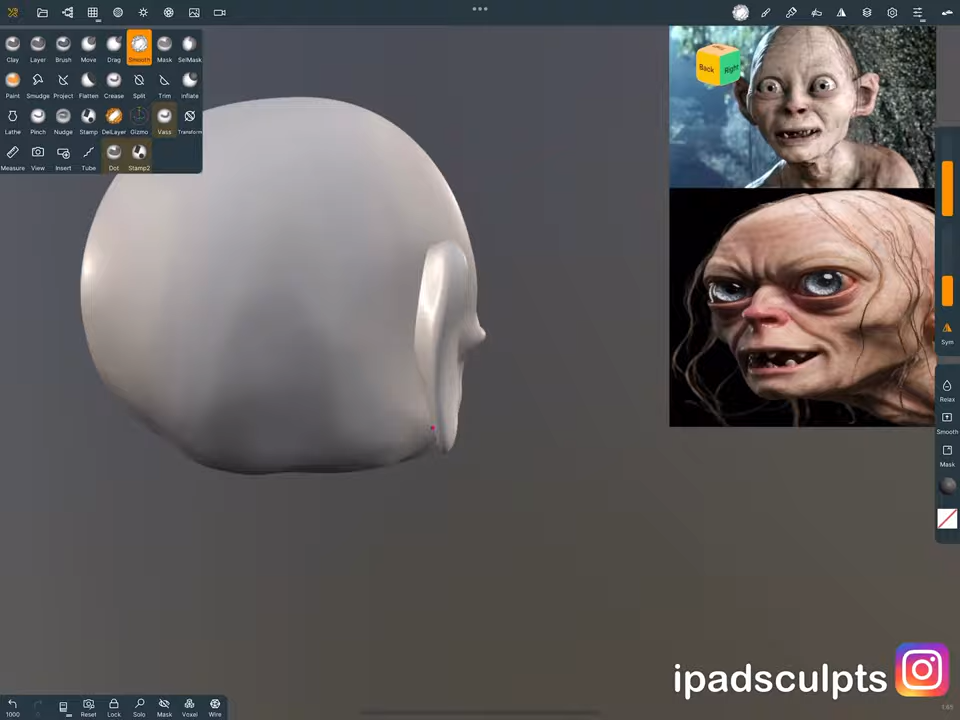 Clay Layer Brush Move Drag Smooth Mask SelMask
Paint Smudge Project Flatten Crease Split Trim Inflate
Lathe Pinch Nudge Stamp DelLayer Gizmo Vass Transform
Measure View Insert Tube Dot Stamp2
Back Right
Sym
Relax
Smooth
Mask
ipadsculpts
1000 Reset Lock Solo Mask Voxel Wire